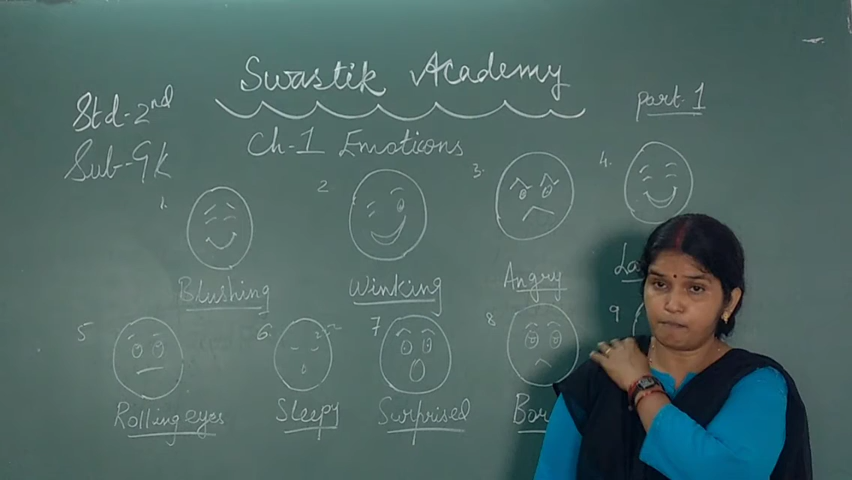 Swastik Academy
Std-2nd
part-1
Sub-GK
Ch-1 Emoticons
1.
2
3.
4.
Blushing
Winking
Angry
5
6.
7
8
9
Rolling eyes
Sleepy
Surprised